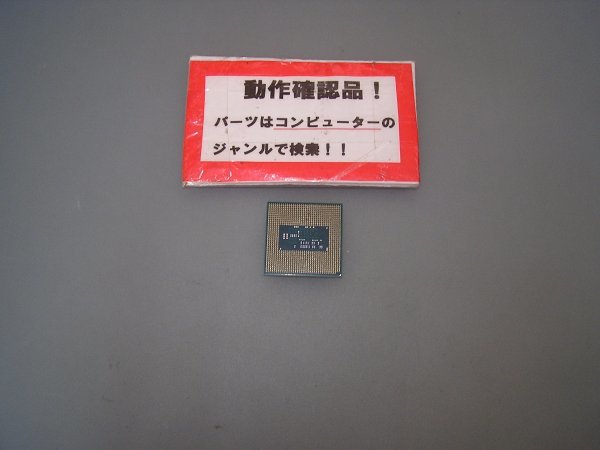 動作確認品！
パーツはコンピューターの
ジャンルで検索！！